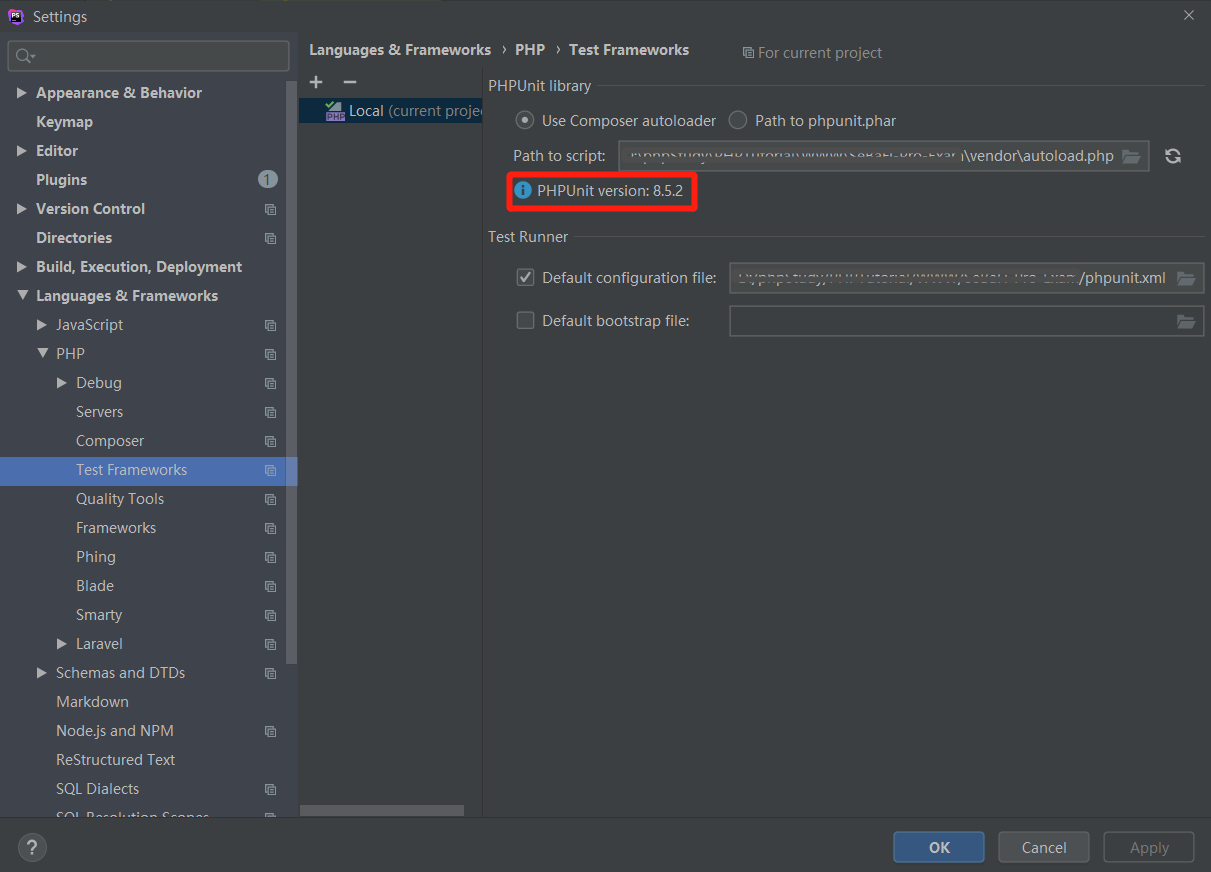 Settings
Appearance & Behavior
Keymap
Editor
Plugins
1
Version Control
Directories
Build, Execution, Deployment
Languages & Frameworks
JavaScript
PHP
Debug
Servers
Composer
Test Frameworks
Quality Tools
Frameworks
Phing
Blade
Smarty
Laravel
Schemas and DTDs
Markdown
Node.js and NPM
ReStructured Text
SQL Dialects
SQL Resolution Scopes
Languages & Frameworks › PHP › Test Frameworks
For current project
Local (current proje
PHPUnit library
Use Composer autoloader
Path to phpunit.phar
Path to script:
\vendor\autoload.php
PHPUnit version: 8.5.2
Test Runner
Default configuration file:
/phpunit.xml
Default bootstrap file:
?
OK
Cancel
Apply